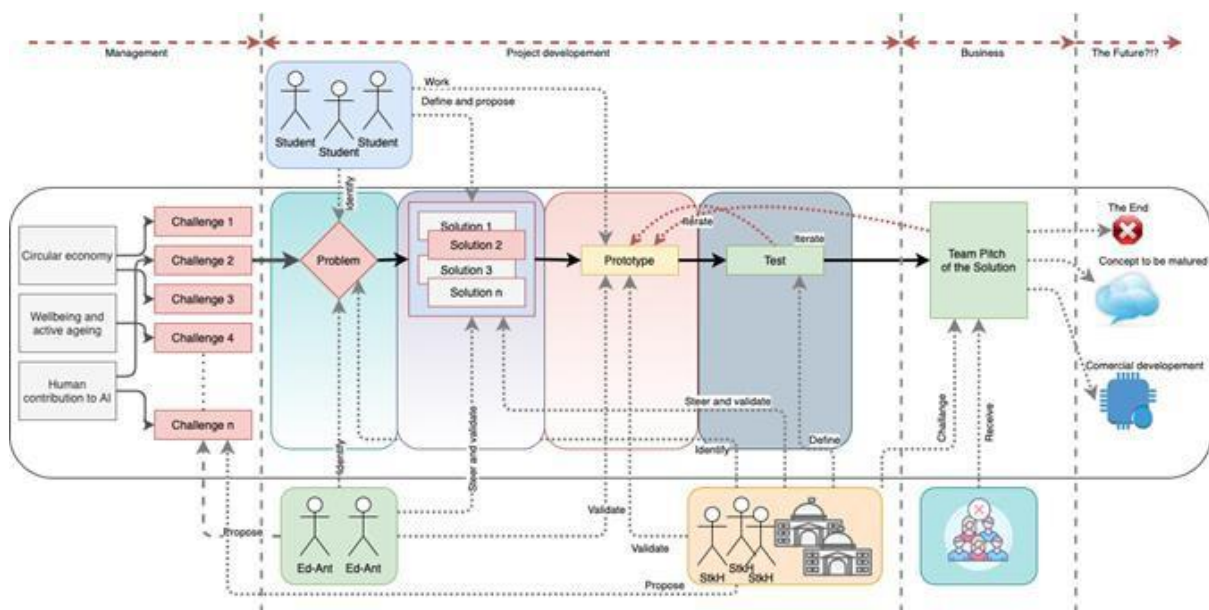 Management
Project developement
Business
The Future?!?
Work
Define and propose
Student
Student
Student
Identify
Circular economy
Wellbeing and
active ageing
Human
contribution to AI
Challenge 1
Challenge 2
Challenge 3
Challenge 4
Challenge n
Problem
Solution 1
Solution 2
Solution 3
Solution n
Prototype
Iterate
Test
Iterate
Team Pitch
of the Solution
The End
Concept to be matured
Comercial developement
Steer and validate
Steer and validate
Identify
Identify
Define
Challange
Receive
Propose
Validate
Validate
Propose
Ed-Ant
Ed-Ant
StkH
StkH
StkH